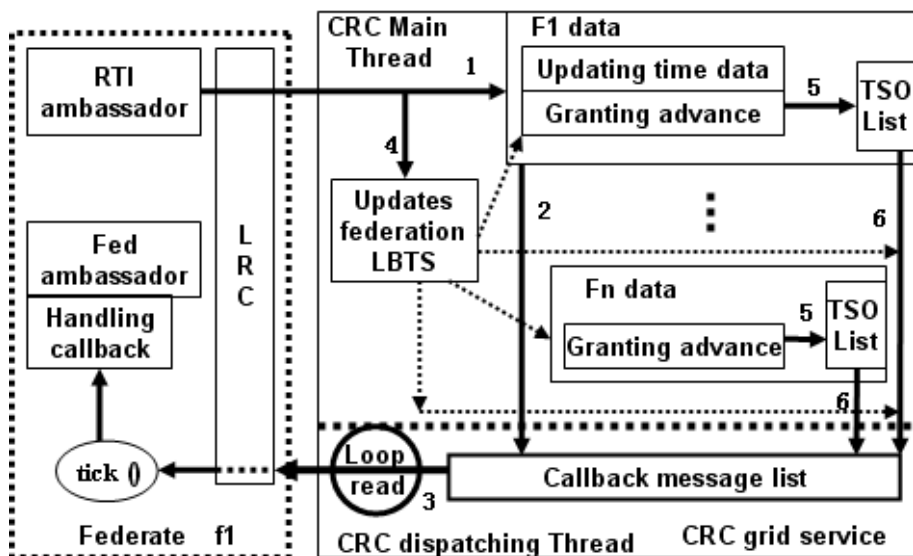 RTI
ambassador
Fed
ambassador
Handling
callback
tick ()
L
R
C
Federate f1
CRC Main
Thread
1
4
Updates
federation
LBTS
F1 data
Updating time data
Granting advance
5
TSO
List
2
6
Fn data
Granting advance
5
TSO
List
6
Loop
read
3
Callback message list
CRC dispatching Thread
CRC grid service